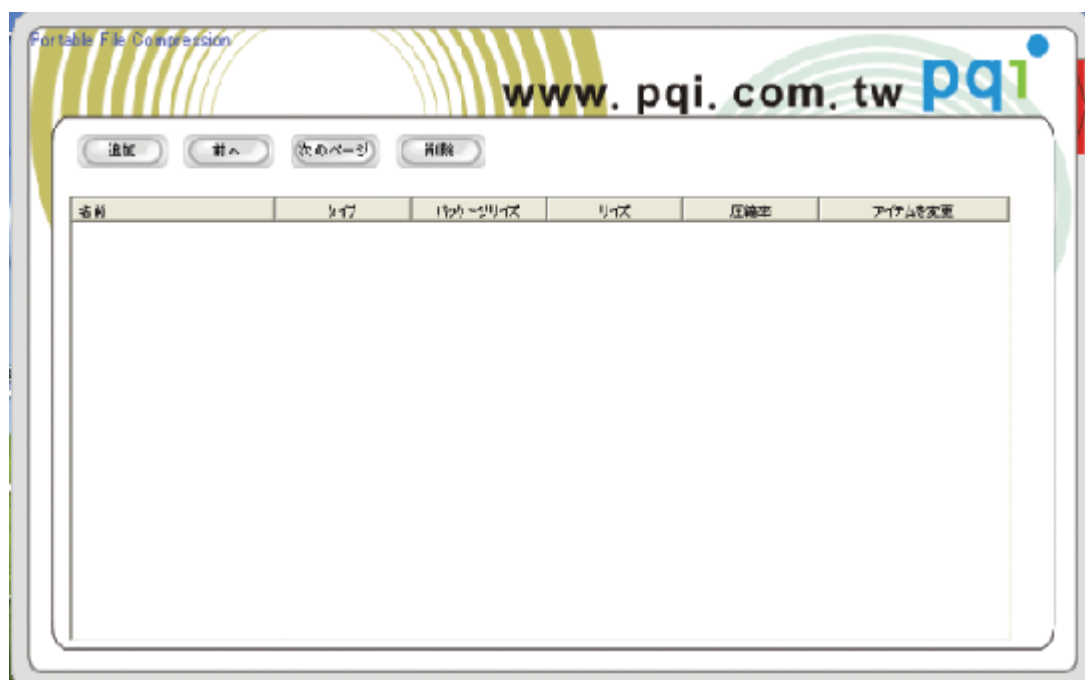 Portable File Compression
www. pqi. com. tw pqi
追加 前へ 次のページ 削除
名前 タイプ パッケージサイズ サイズ 圧縮率 アイテムを変更